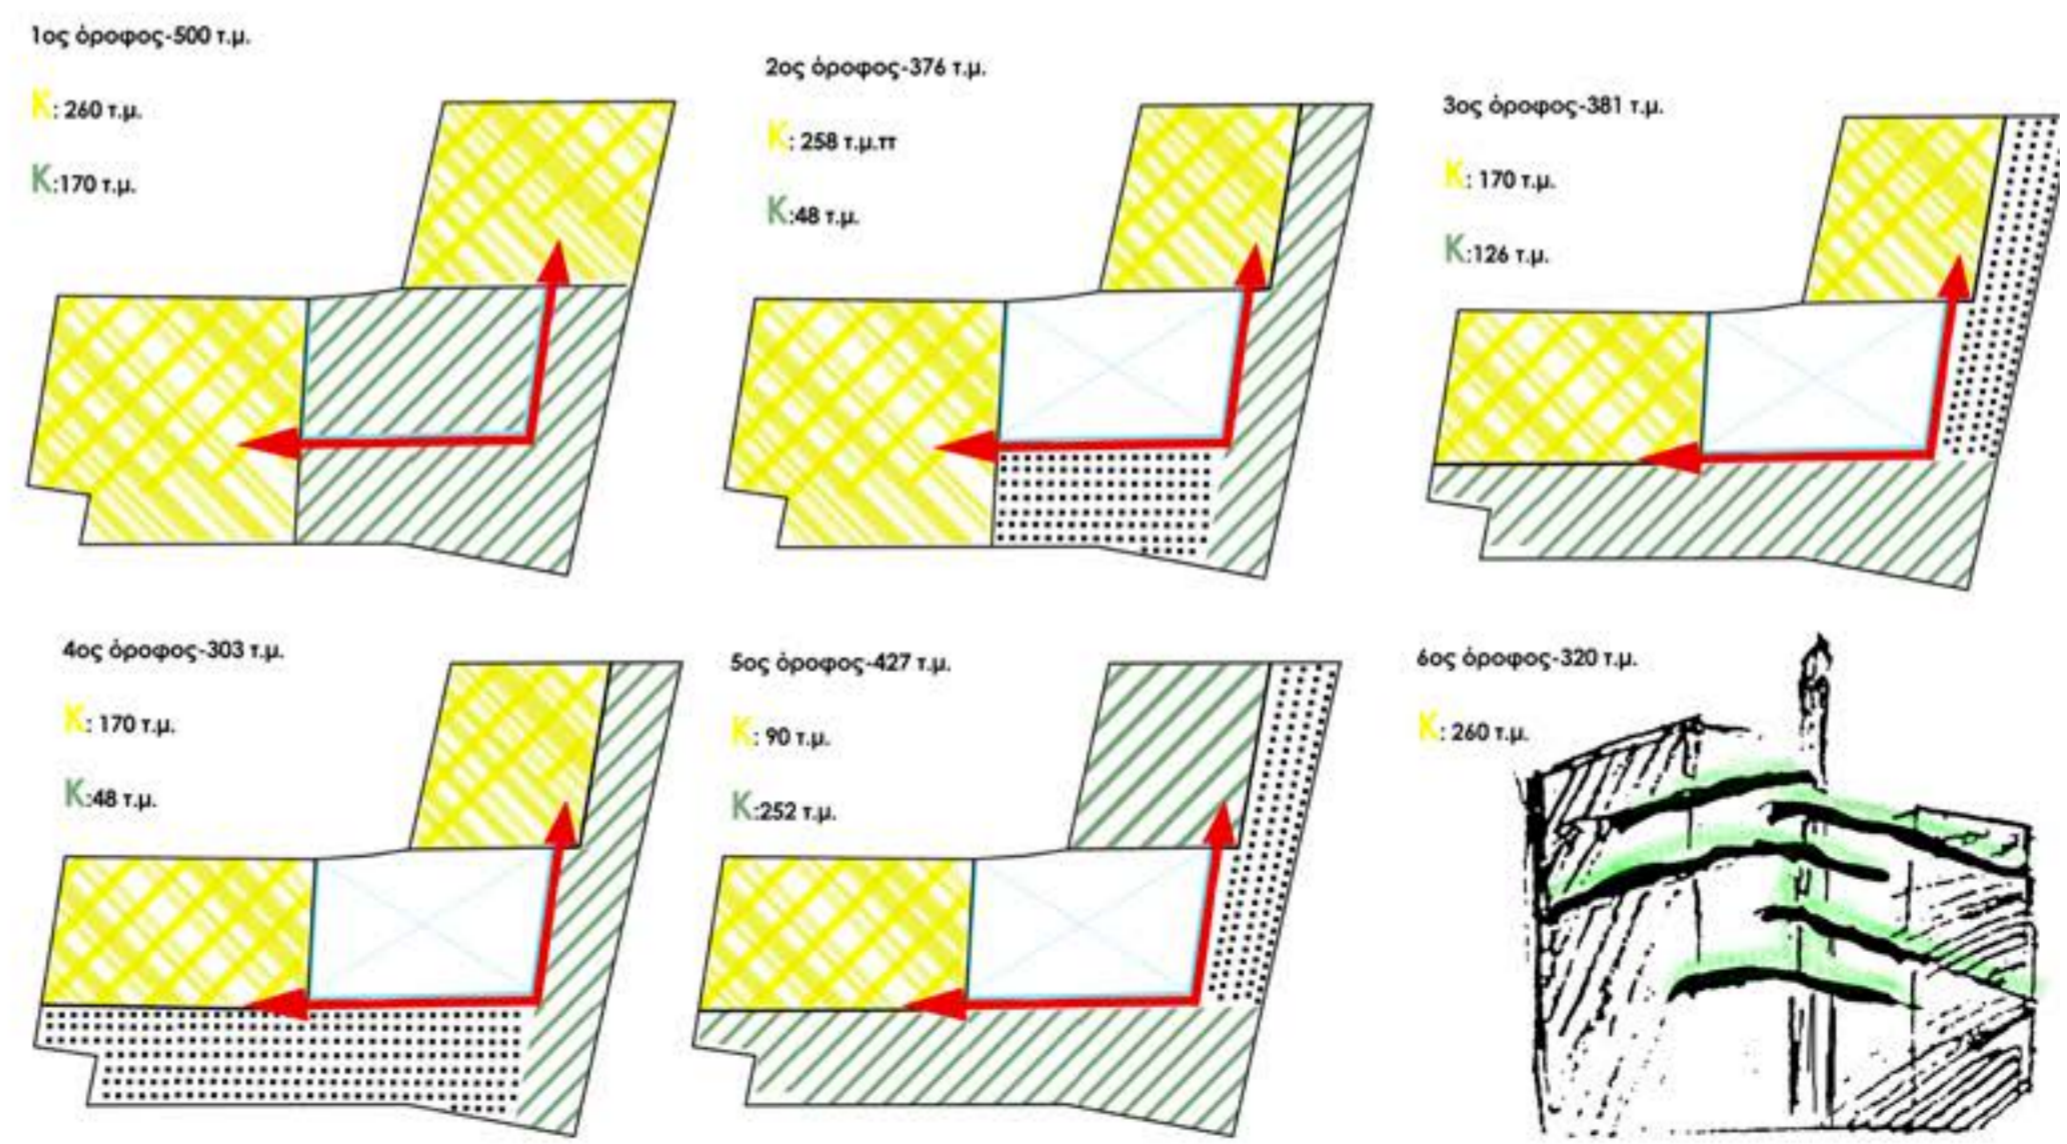 1ος όροφος-500 τ.μ.
Κ: 260 τ.μ.
Κ:170 τ.μ.
2ος όροφος-376 τ.μ.
Κ: 258 τ.μ.ππ
Κ:48 τ.μ.
3ος όροφος-381 τ.μ.
Κ: 170 τ.μ.
Κ:126 τ.μ.
4ος όροφος-303 τ.μ.
Κ: 170 τ.μ.
Κ:48 τ.μ.
5ος όροφος-427 τ.μ.
Κ: 90 τ.μ.
Κ:252 τ.μ.
6ος όροφος-320 τ.μ.
Κ: 260 τ.μ.